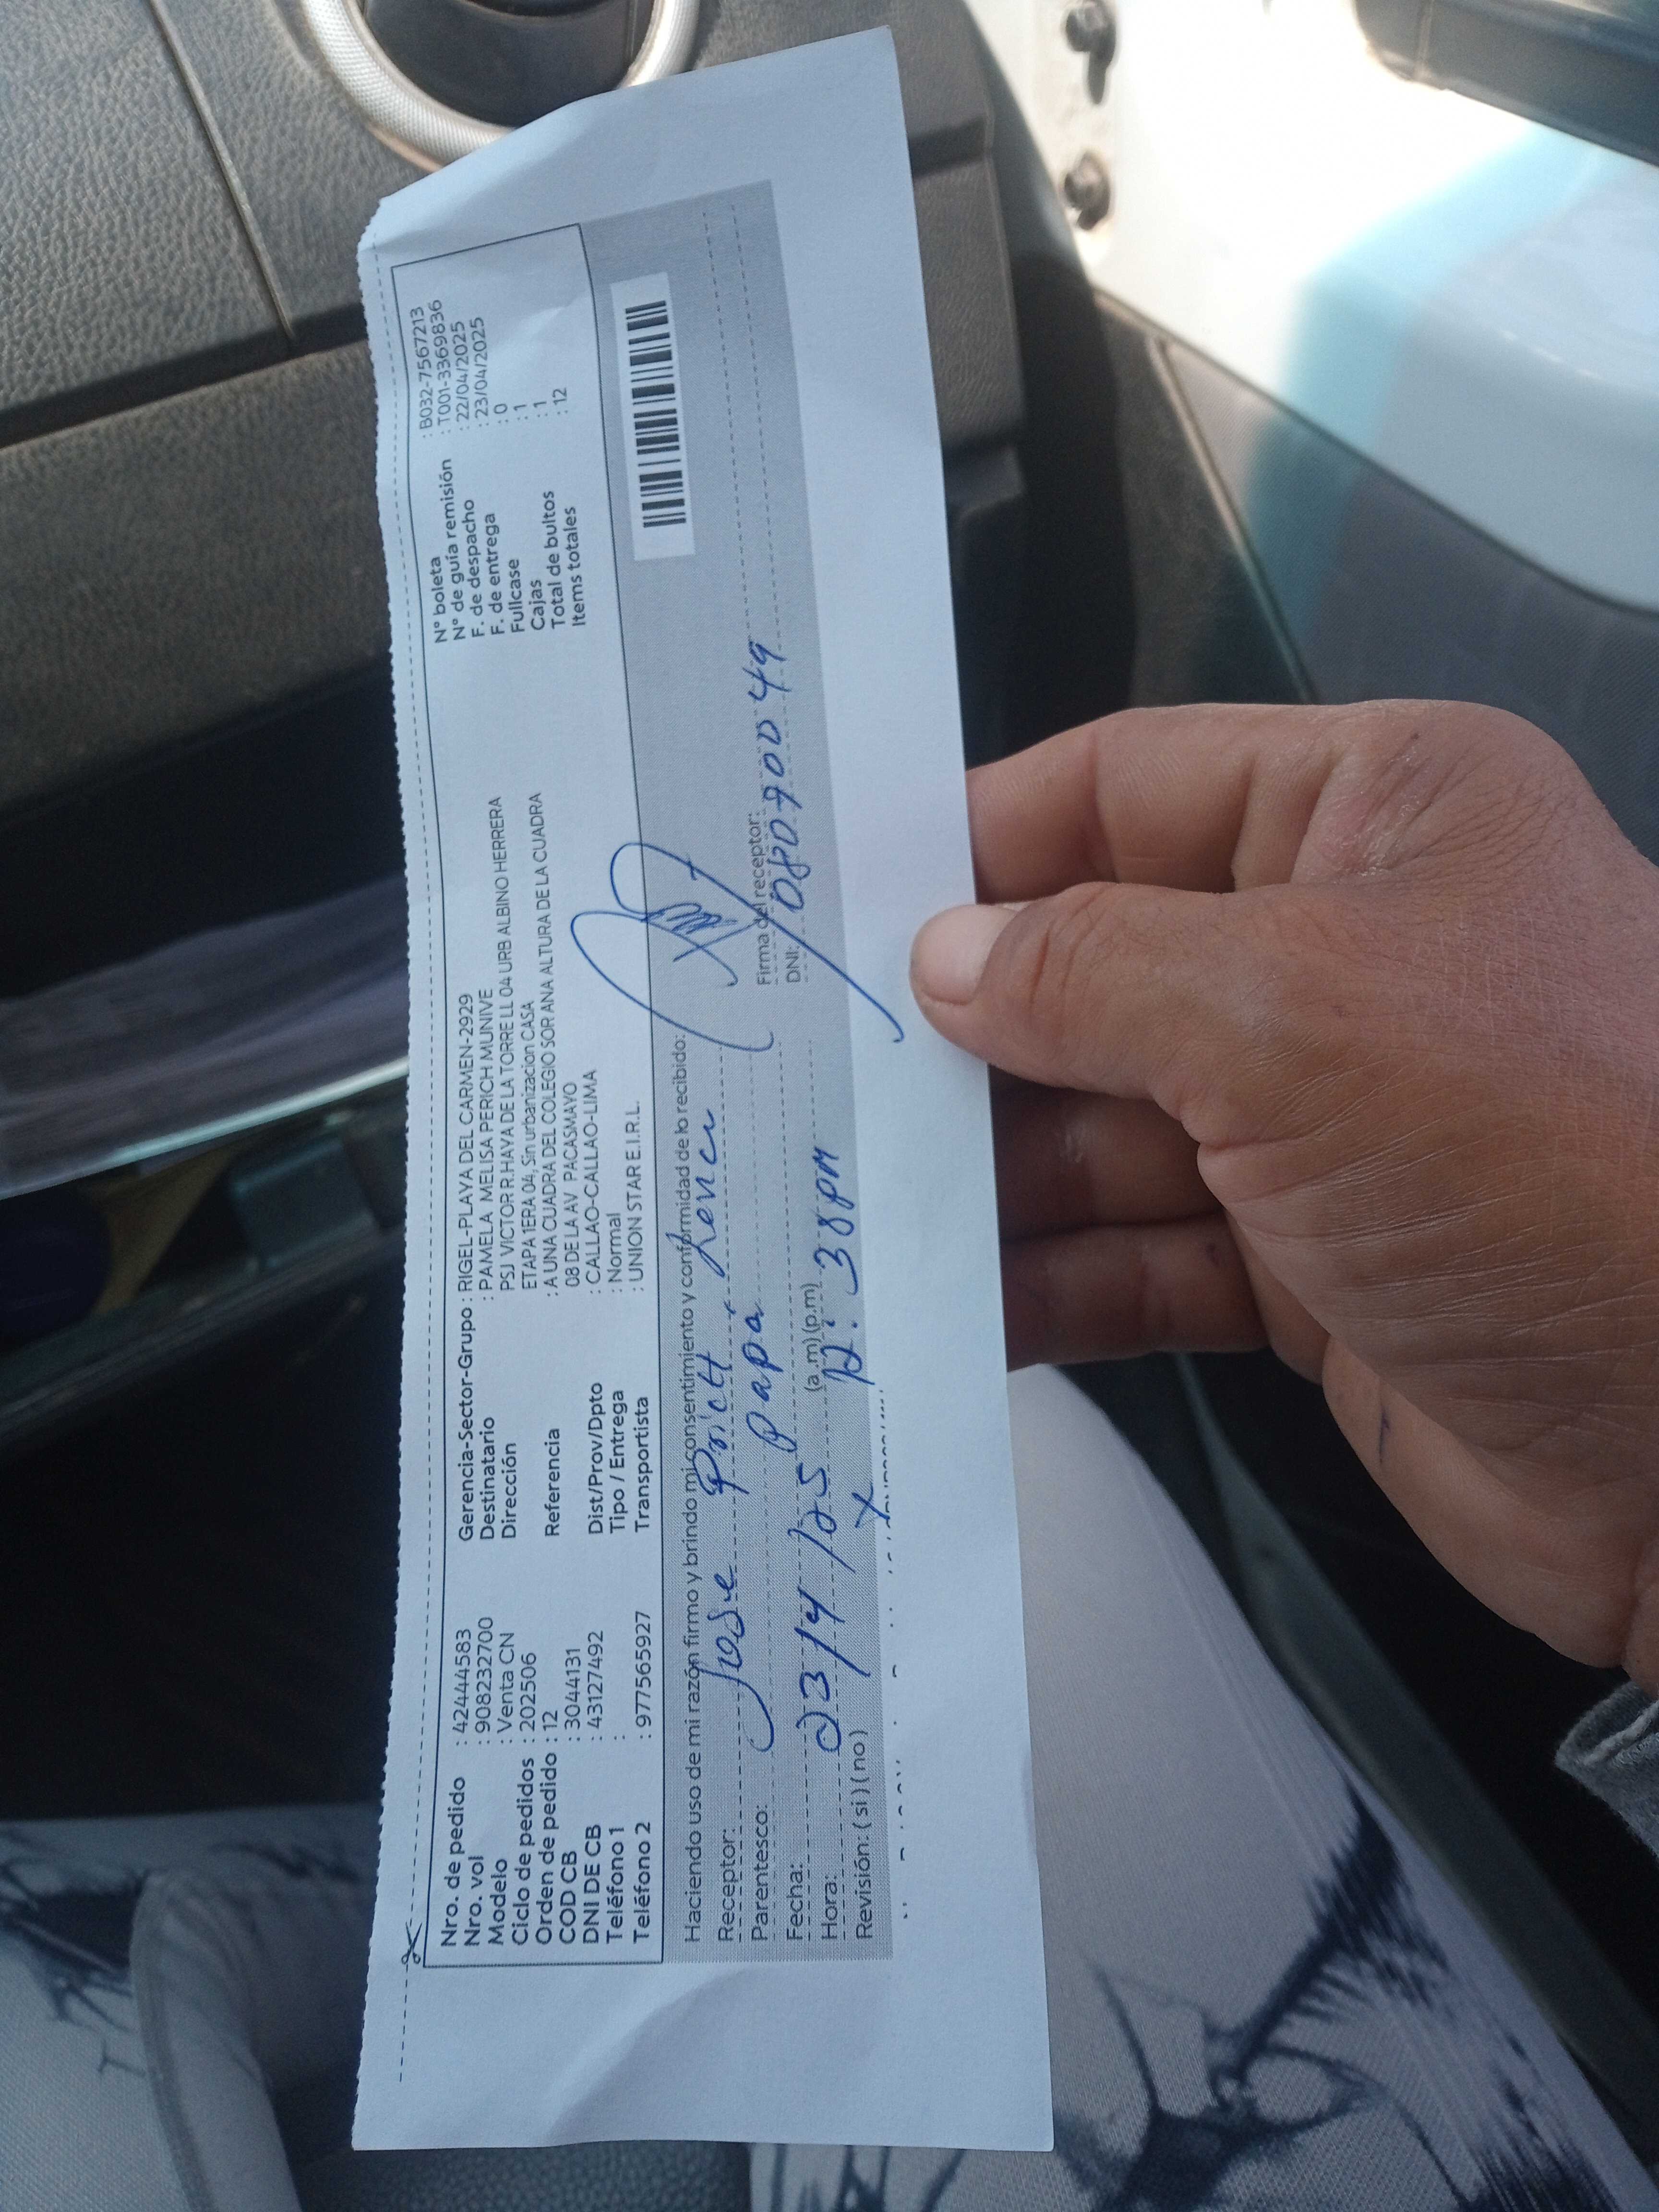 Nro. de pedido : 42444583
Nro. vol : 908232700
Modelo : Venta CN
Ciclo de pedidos : 202506
Orden de pedido : 12
COD CB : 3044131
DNI DE CB : 43127492
Teléfono 1 :
Teléfono 2 : 977565927
Gerencia-Sector-Grupo : RIGEL-PLAYA DEL CARMEN-2929
Destinatario : PAMELA MELISA PERICH MUNIVE
Dirección PSJ VICTOR R.HAYA DE LA TORRE LL 04 URB ALBINO HERRERA
ETAPA 1ERA 04, Sin urbanizacion CASA
Referencia : A UNA CUADRA DEL COLEGIO SOR ANA ALTURA DE LA CUADRA
08 DE LA AV PACASMAYO
Dist/Prov/Dpto : CALLAO-CALLAO-LIMA
Tipo / Entrega : Normal
Transportista : UNION STAR E.I.R.L.
N° boleta : B032-7567213
N° de guía remisión : T001-3369836
F. de despacho : 22/04/2025
F. de entrega : 23/04/2025
Fullcase : 0
Cajas : 1
Total de bultos : 1
Items totales : 12
Haciendo uso de mi razón firmo y brindo mi consentimiento y conformidad de lo recibido:
Receptor: Jose
Parentesco: Papá
Fecha: 23/4/25
Hora: (a.m) (p.m) 12:38 pm
Revisión: ( si ) ( no ) X
Firma del receptor:
DNI: 08070049